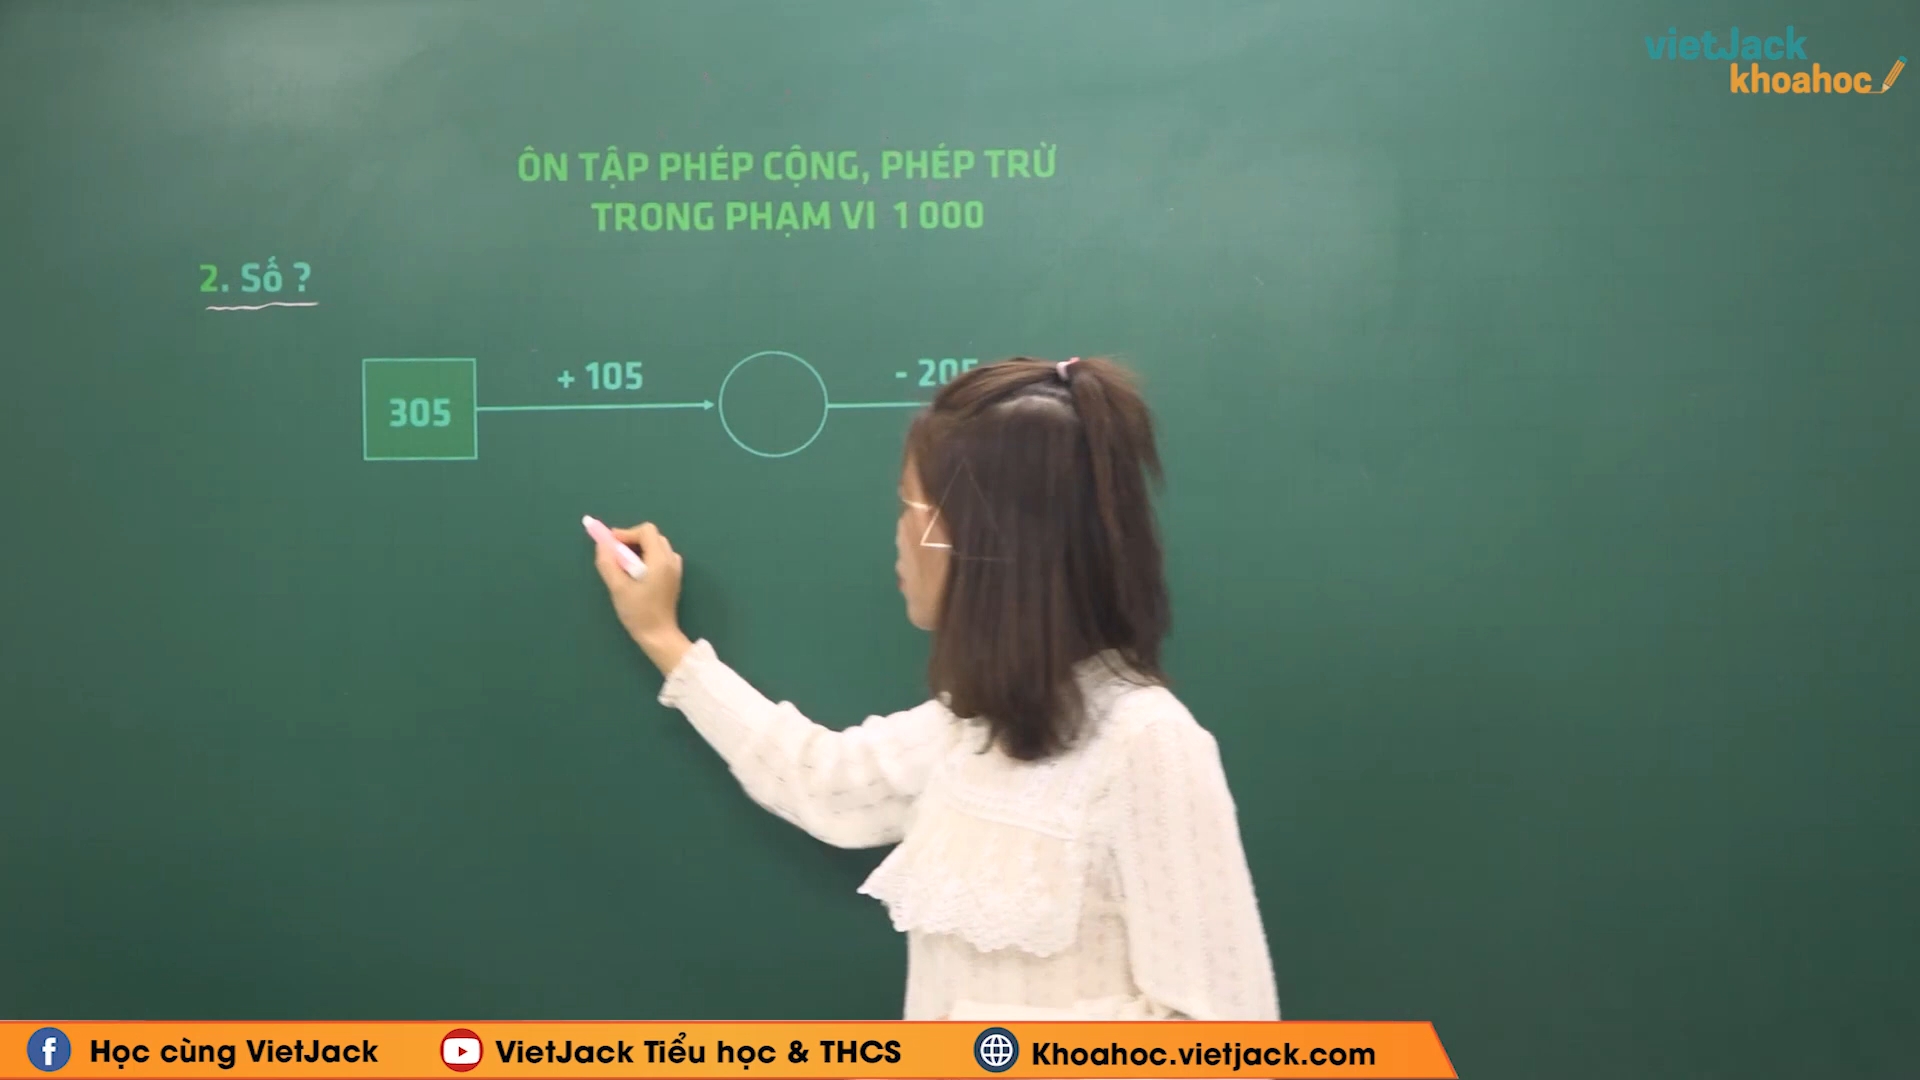 vietJack
khoahoc
ÔN TẬP PHÉP CỘNG, PHÉP TRỪ
TRONG PHẠM VI 1 000
2. Số ?
305
+ 105
- 205
Học cùng VietJack
VietJack Tiểu học & THCS
Khoahoc.vietjack.com